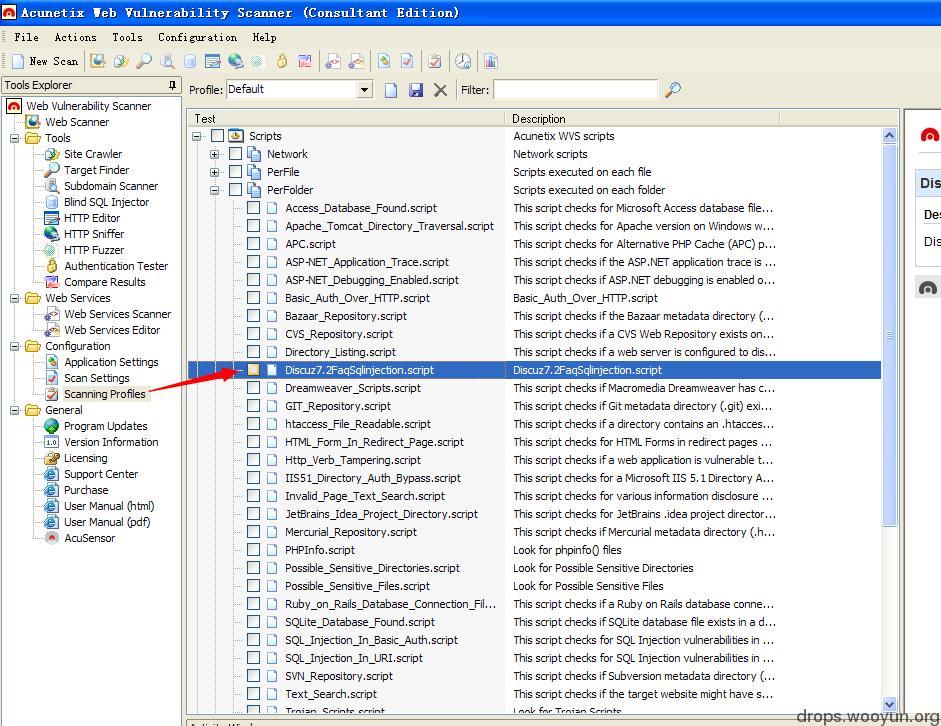 Acunetix Web Vulnerability Scanner (Consultant Edition)
File Actions Tools Configuration Help
New Scan
Tools Explorer
Profile: Default Filter:
Web Vulnerability Scanner
Web Scanner
Tools
Site Crawler
Target Finder
Subdomain Scanner
Blind SQL Injector
HTTP Editor
HTTP Sniffer
HTTP Fuzzer
Authentication Tester
Compare Results
Web Services
Web Services Scanner
Web Services Editor
Configuration
Application Settings
Scan Settings
Scanning Profiles
General
Program Updates
1.0 Version Information
Licensing
Support Center
Purchase
User Manual (html)
User Manual (pdf)
AcuSensor
Test Description
Scripts Acunetix WVS scripts
Network Network scripts
PerFile Scripts executed on each file
PerFolder Scripts executed on each folder
Access_Database_Found.script This script checks for Microsoft Access database file...
Apache_Tomcat_Directory_Traversal.script This script checks for Apache version on Windows w...
APC.script This script checks for Alternative PHP Cache (APC) p...
ASP-NET_Application_Trace.script This script checks if the ASP.NET application trace is ...
ASP-NET_Debugging_Enabled.script This script checks if ASP.NET debugging is enabled o...
Basic_Auth_Over_HTTP.script Basic_Auth_Over_HTTP.script
Bazaar_Repository.script This script checks if the Bazaar metadata directory (...
CVS_Repository.script This script checks if a CVS Web Repository exists on...
Directory_Listing.script This script checks if a web server is configured to dis...
Discuz7.2FaqSqlinjection.script Discuz7.2FaqSqlinjection.script
Dreamweaver_Scripts.script This script checks if Macromedia Dreamweaver has c...
GIT_Repository.script This script checks if Git metadata directory (.git) exi...
htaccess_File_Readable.script This script checks if a directory contains an .htacces...
HTML_Form_In_Redirect_Page.script This script checks for HTML Forms in redirect pages ...
Http_Verb_Tampering.script This script checks if a web application is vulnerable t...
IIS51_Directory_Auth_Bypass.script This script checks for a Microsoft IIS 5.1 Directory A...
Invalid_Page_Text_Search.script This script checks for various information disclosure ...
JetBrains_Idea_Project_Directory.script This script checks for JetBrains .idea project director...
Mercurial_Repository.script This script checks if Mercurial metadata directory (.h...
PHPInfo.script Look for phpinfo() files
Possible_Sensitive_Directories.script Look for Possible Sensitive Directories
Possible_Sensitive_Files.script Look for Possible Sensitive Files
Ruby_on_Rails_Database_Connection_Fil... This script checks if a Ruby on Rails database conne...
SQLite_Database_Found.script This script checks if SQLite database file exists in a d...
SQL_Injection_In_Basic_Auth.script This script checks for SQL Injection vulnerabilities in ...
SQL_Injection_In_URI.script This script checks for SQL Injection vulnerabilities in ...
SVN_Repository.script This script checks if Subversion metadata directory (...
Text_Search.script This script checks if the target website might have s...
Trojan_Scripts.script Look for Trojan Scripts
Dis
Des
Dis
drops.wooyun.org